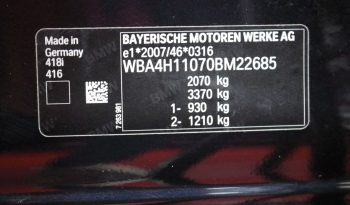 BAYERISCHE MOTOREN WERKE AG
e1*2007/46*0316
WBA4H11070BM22685
2070 kg
3370 kg
1- 930 kg
2- 1210 kg
Made in
Germany
418i
416
7 263 981